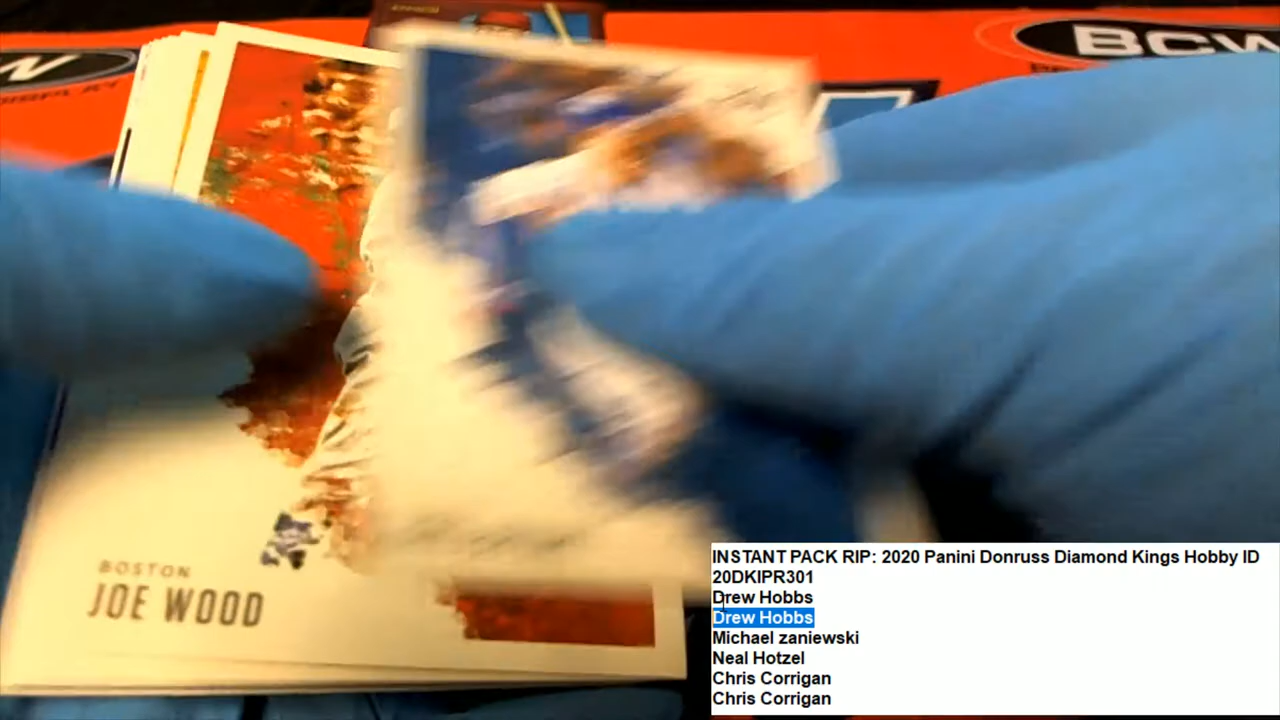 BCW
BOSTON
JOE WOOD
INSTANT PACK RIP: 2020 Panini Donruss Diamond Kings Hobby ID
20DKIPR301
Drew Hobbs
Drew Hobbs
Michael zaniewski
Neal Hotzel
Chris Corrigan
Chris Corrigan